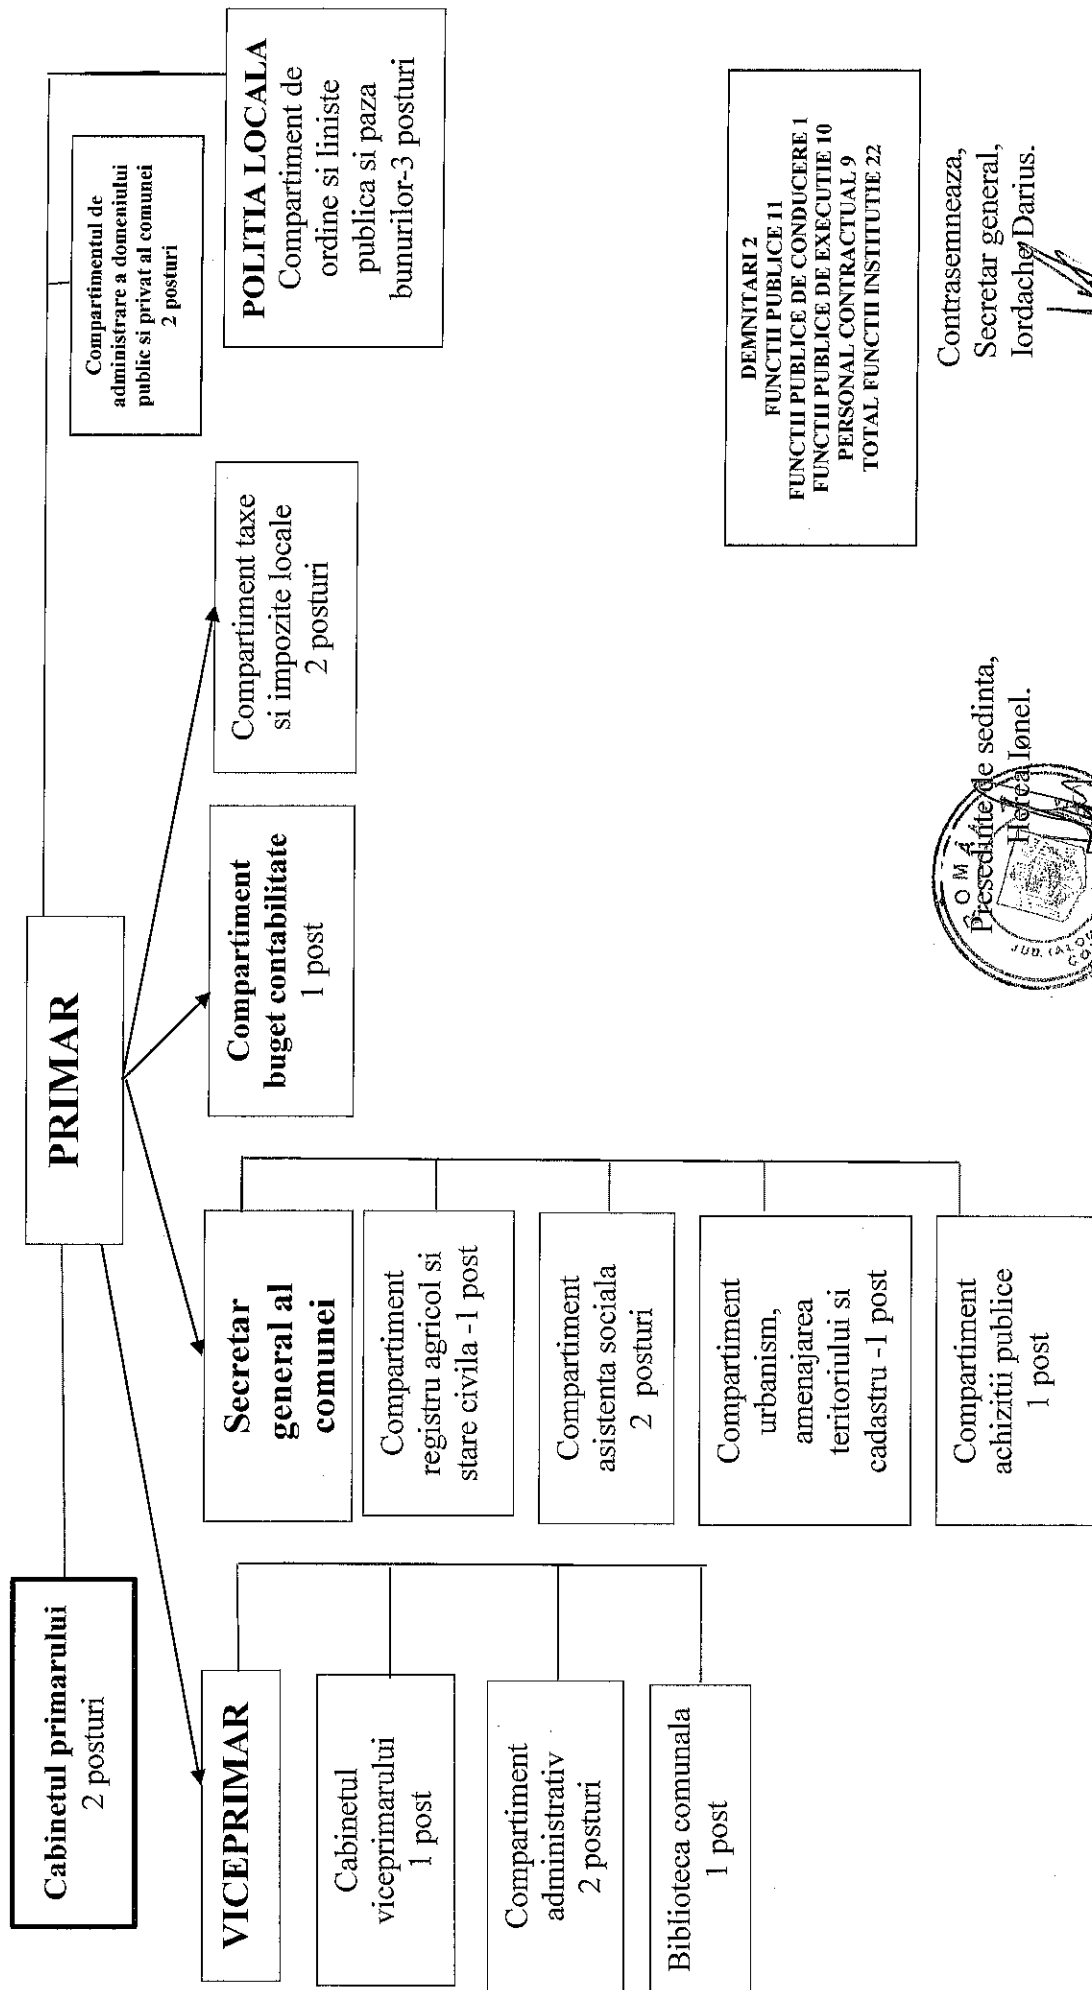 Cabinetul primarului
2 posturi
PRIMAR
Compartimentul de
administrare a domeniului
public si privat al comunei
2 posturi
VICEPRIMAR
Cabinetul
viceprimarului
1 post
Compartiment
administrativ
2 posturi
Biblioteca comunala
1 post
Secretar
general al
comunei
Compartiment
registru agricol si
stare civila -1 post
Compartiment
asistenta sociala
2 posturi
Compartiment
urbanism,
amenajarea
teritoriului si
cadastru -1 post
Compartiment
achizitii publice
1 post
Compartiment
buget contabilitate
1 post
Compartiment taxe
si impozite locale
2 posturi
POLITIA LOCALA
Compartiment de
ordine si liniste
publica si paza
bunurilor-3 posturi
DEMNITARI 2
FUNCTII PUBLICE 11
FUNCTII PUBLICE DE CONDUCERE 1
FUNCTII PUBLICE DE EXECUTIE 10
PERSONAL CONTRACTUAL 9
TOTAL FUNCTII INSTITUTIE 22
Presedinte de sedinta,
Herea Ionel.
Contrasemneaza,
Secretar general,
Iordache Darius.